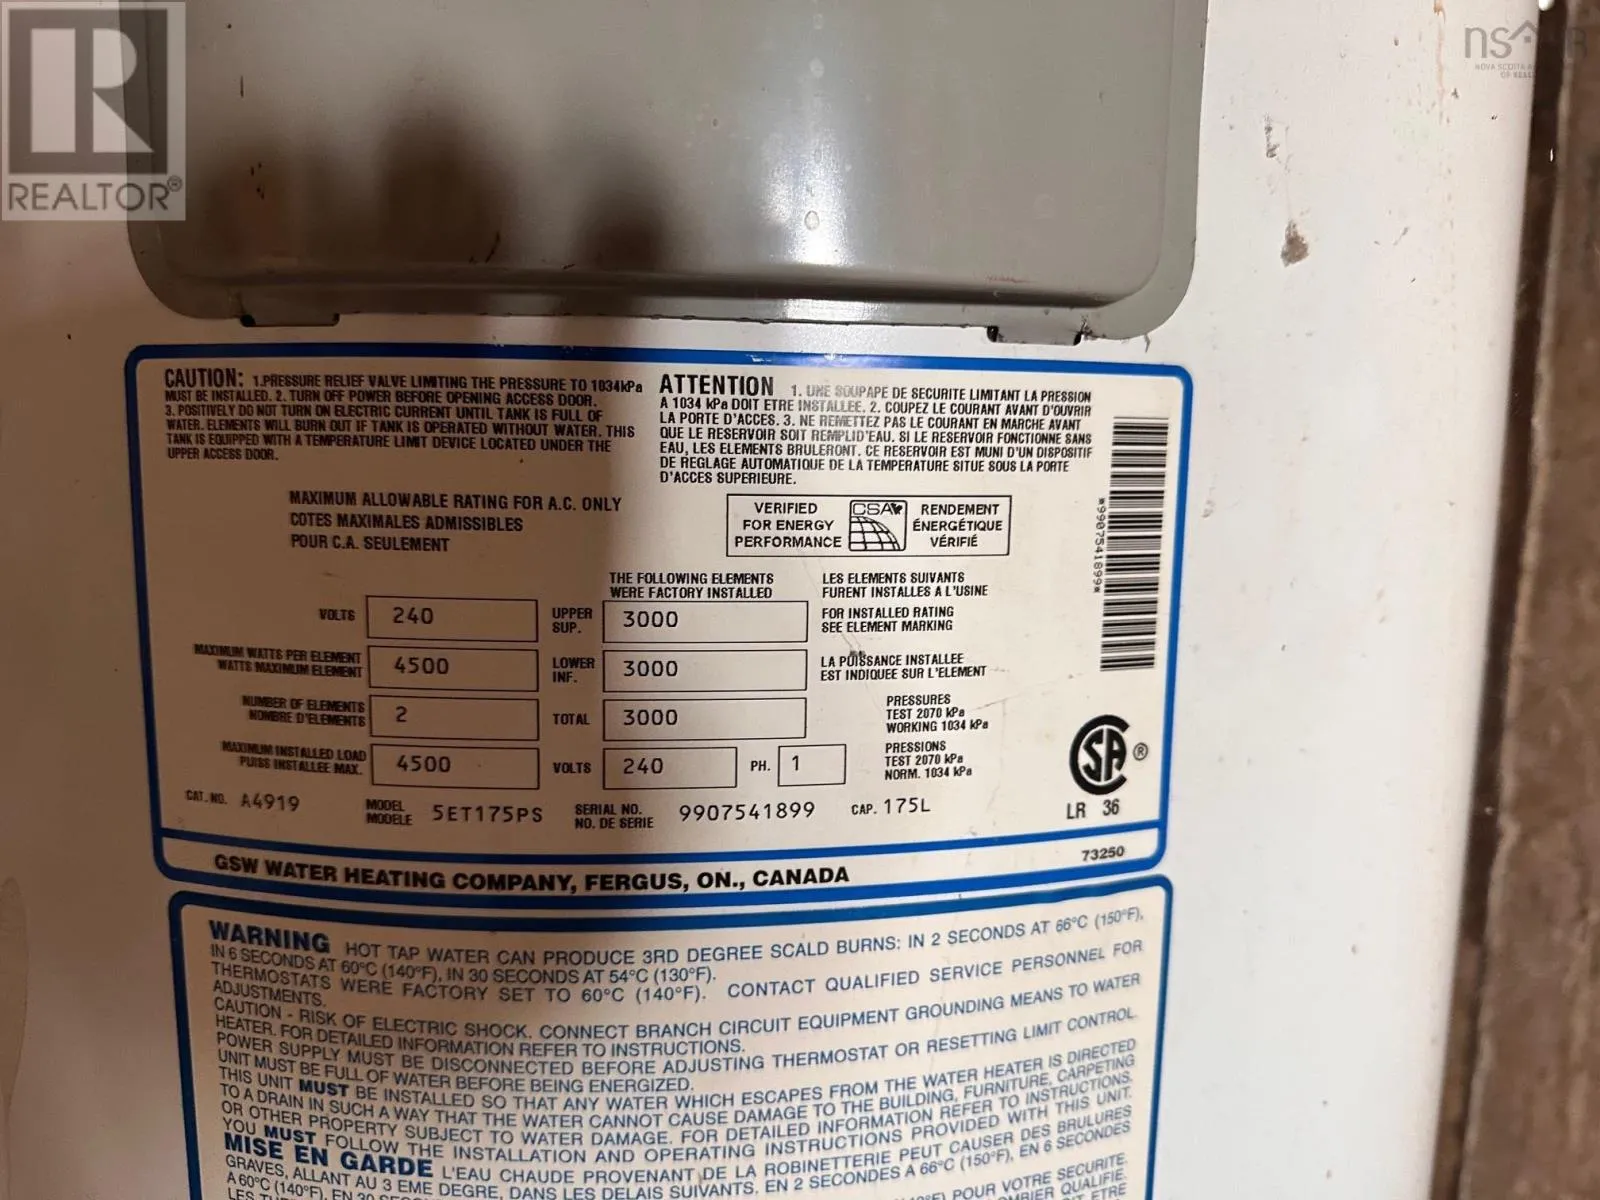 REALTOR®
CAUTION: 1.PRESSURE RELIEF VALVE LIMITING THE PRESSURE TO 1034kPa
MUST BE INSTALLED. 2. TURN OFF POWER BEFORE OPENING ACCESS DOOR.
3. POSITIVELY DO NOT TURN ON ELECTRIC CURRENT UNTIL TANK IS FULL OF
WATER. ELEMENTS WILL BURN OUT IF TANK IS OPERATED WITHOUT WATER. THIS
TANK IS EQUIPPED WITH A TEMPERATURE LIMIT DEVICE LOCATED UNDER THE
UPPER ACCESS DOOR.
ATTENTION 1. UNE SOUPAPE DE SECURITE LIMITANT LA PRESSION
A 1034 kPa DOIT ETRE INSTALLEE. 2. COUPEZ LE COURANT AVANT D'OUVRIR
LA PORTE D'ACCES. 3. NE REMETTEZ PAS LE COURANT EN MARCHE AVANT
QUE LE RESERVOIR SOIT REMPLI D'EAU. SI LE RESERVOIR FONCTIONNE SANS
EAU, LES ELEMENTS BRULERONT. CE RESERVOIR EST MUNI D'UN DISPOSITIF
DE REGLAGE AUTOMATIQUE DE LA TEMPERATURE SITUE SOUS LA PORTE
D'ACCES SUPERIEURE.
MAXIMUM ALLOWABLE RATING FOR A.C. ONLY
COTES MAXIMALES ADMISSIBLES
POUR C.A. SEULEMENT
VERIFIED
FOR ENERGY
PERFORMANCE
CSA
RENDEMENT
ÉNERGÉTIQUE
VÉRIFIÉ
*9907541899*
THE FOLLOWING ELEMENTS
WERE FACTORY INSTALLED
LES ELEMENTS SUIVANTS
FURENT INSTALLES A L'USINE
VOLTS 240
UPPER
SUP. 3000
FOR INSTALLED RATING
SEE ELEMENT MARKING
MAXIMUM WATTS PER ELEMENT
WATTS MAXIMUM ELEMENT 4500
LOWER
INF. 3000
LA PUISSANCE INSTALLEE
EST INDIQUEE SUR L'ELEMENT
NUMBER OF ELEMENTS
NOMBRE D'ELEMENTS 2
TOTAL 3000
PRESSURES
TEST 2070 kPa
WORKING 1034 kPa
MAXIMUM INSTALLED LOAD
PUISS INSTALLEE MAX. 4500
VOLTS 240 PH. 1
PRESSIONS
TEST 2070 kPa
NORM. 1034 kPa
CSA ®
LR 36
CAT. NO. A4919
MODEL
MODELE 5ET175PS
SERIAL NO.
NO. DE SERIE 9907541899
CAP. 175L
73250
GSW WATER HEATING COMPANY, FERGUS, ON., CANADA
WARNING HOT TAP WATER CAN PRODUCE 3RD DEGREE SCALD BURNS: IN 2 SECONDS AT 66°C (150°F),
IN 6 SECONDS AT 60°C (140°F), IN 30 SECONDS AT 54°C (130°F).
THERMOSTATS WERE FACTORY SET TO 60°C (140°F). CONTACT QUALIFIED SERVICE PERSONNEL FOR
ADJUSTMENTS.
CAUTION - RISK OF ELECTRIC SHOCK. CONNECT BRANCH CIRCUIT EQUIPMENT GROUNDING MEANS TO WATER
HEATER. FOR DETAILED INFORMATION REFER TO INSTRUCTIONS.
POWER SUPPLY MUST BE DISCONNECTED BEFORE ADJUSTING THERMOSTAT OR RESETTING LIMIT CONTROL.
UNIT MUST BE FULL OF WATER BEFORE BEING ENERGIZED.
THIS UNIT MUST BE INSTALLED SO THAT ANY WATER WHICH ESCAPES FROM THE WATER HEATER IS DIRECTED
TO A DRAIN IN SUCH A WAY THAT THE WATER CANNOT CAUSE DAMAGE TO THE BUILDING, FURNITURE, CARPETING
OR OTHER PROPERTY SUBJECT TO WATER DAMAGE. FOR DETAILED INFORMATION REFER TO INSTRUCTIONS.
YOU MUST FOLLOW THE INSTALLATION AND OPERATING INSTRUCTIONS PROVIDED WITH THIS UNIT.
MISE EN GARDE L'EAU CHAUDE PROVENANT DE LA ROBINETTERIE PEUT CAUSER DES BRULURES
GRAVES, ALLANT AU 3 EME DEGRE, DANS LES DELAIS SUIVANTS. EN 2 SECONDES A 66°C (150°F), EN 6 SECONDES
A 60°C (140°F), EN 30
POUR VOTRE SECURITE.